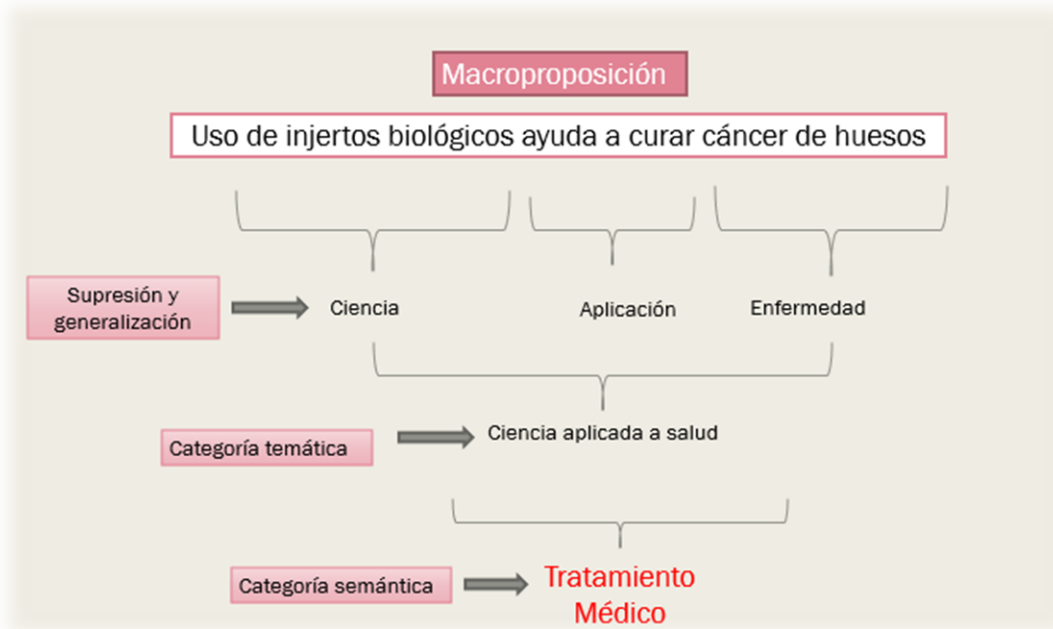 Macroproposición
Uso de injertos biológicos ayuda a curar cáncer de huesos
Supresión y
generalización
Ciencia
Aplicación
Enfermedad
Categoría temática
Ciencia aplicada a salud
Categoría semántica
Tratamiento
Médico